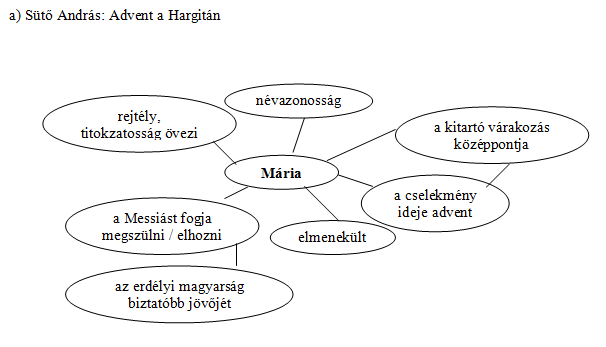 a) Sütő András: Advent a Hargitán
névazonosság
rejtély,
titokzatosság övezi
a kitartó várakozás
középpontja
Mária
a cselekmény
ideje advent
a Messiást fogja
megszülni / elhozni
elmenekült
az erdélyi magyarság
biztatóbb jövőjét